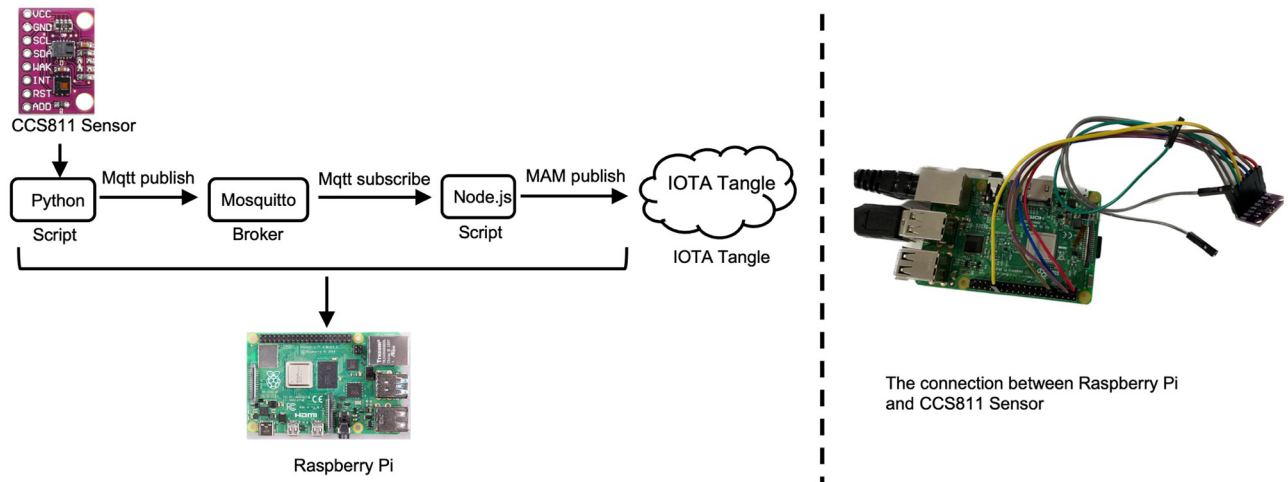 VCC
GND
SCL
SDA
WAK
INT
RST
ADD
CCS811 Sensor
Python
Mqtt publish
Mosquitto
Mqtt subscribe
Node.js
MAM publish
IOTA Tangle
Script
Broker
Script
IOTA Tangle
HDMI
Raspberry Pi
The connection between Raspberry Pi
and CCS811 Sensor